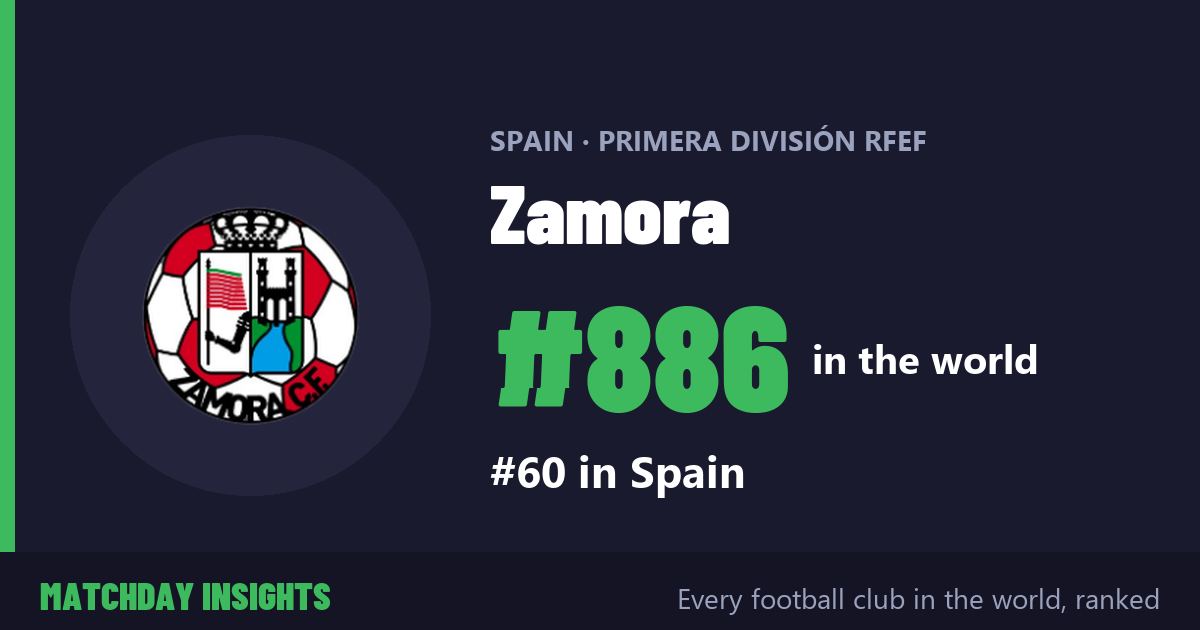 SPAIN · PRIMERA DIVISIÓN RFEF
Zamora
ZAMORA C.F.
#886 in the world
#60 in Spain
MATCHDAY INSIGHTS
Every football club in the world, ranked